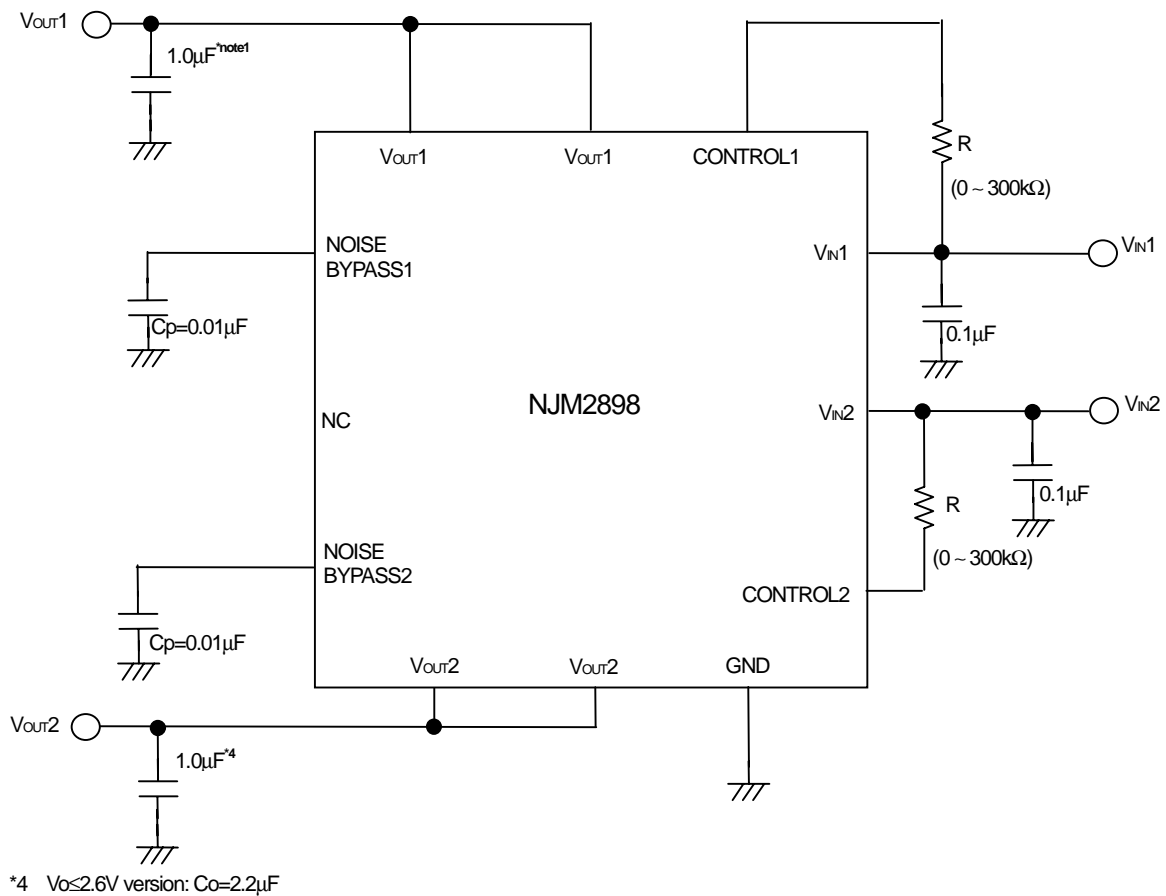 VOUT1
1.0µF*note1
VOUT1
VOUT1
CONTROL1
R
(0 ~ 300kΩ)
NOISE
BYPASS1
VIN1
VIN1
Cp=0.01µF
0.1µF
NJM2898
NC
VIN2
VIN2
R
0.1µF
(0 ~ 300kΩ)
NOISE
BYPASS2
CONTROL2
Cp=0.01µF
VOUT2
VOUT2
GND
VOUT2
1.0µF*4
*4 Vo≤2.6V version: Co=2.2µF